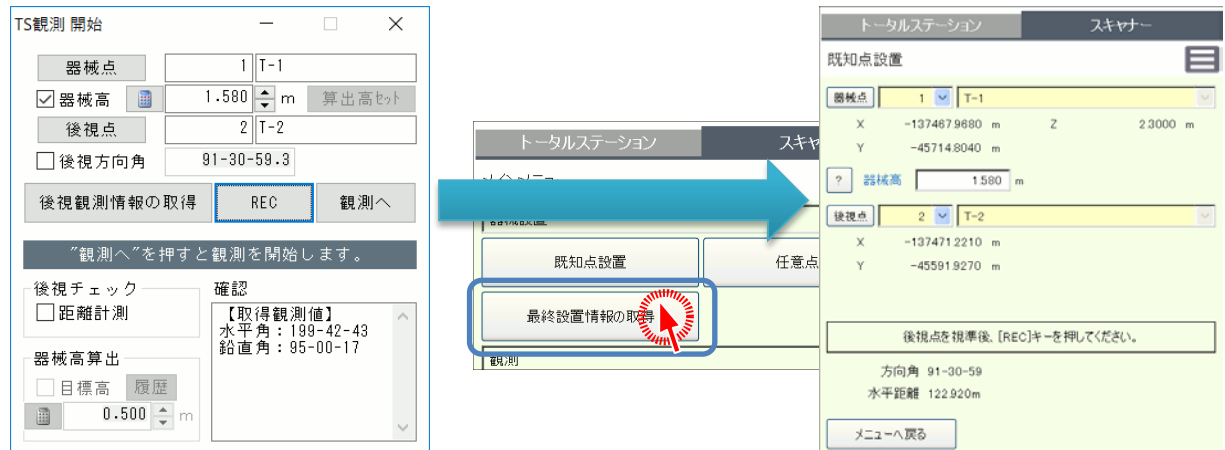 TS観測 開始
器械点 1 T-1
器械高 1.580 m 算出高セット
後視点 2 T-2
後視方向角 91-30-59.3
後視観測情報の取得 REC 観測へ
"観測へ"を押すと観測を開始します。
後視チェック
距離計測
器械高算出
目標高 履歴
0.500 m
確認
【取得観測値】
水平角：199-42-43
鉛直角：95-00-17
トータルステーション スキャ
既知点設置 任意点
最終設置情報の取得
観測
トータルステーション スキャナー
既知点設置
器械点 1 T-1
X -137467.9680 m Z 2.3000 m
Y -45714.8040 m
? 器械高 1.580 m
後視点 2 T-2
X -137471.2210 m
Y -45591.9270 m
後視点を視準後、[REC]キーを押してください。
方向角 91-30-59
水平距離 122.920m
メニューへ戻る